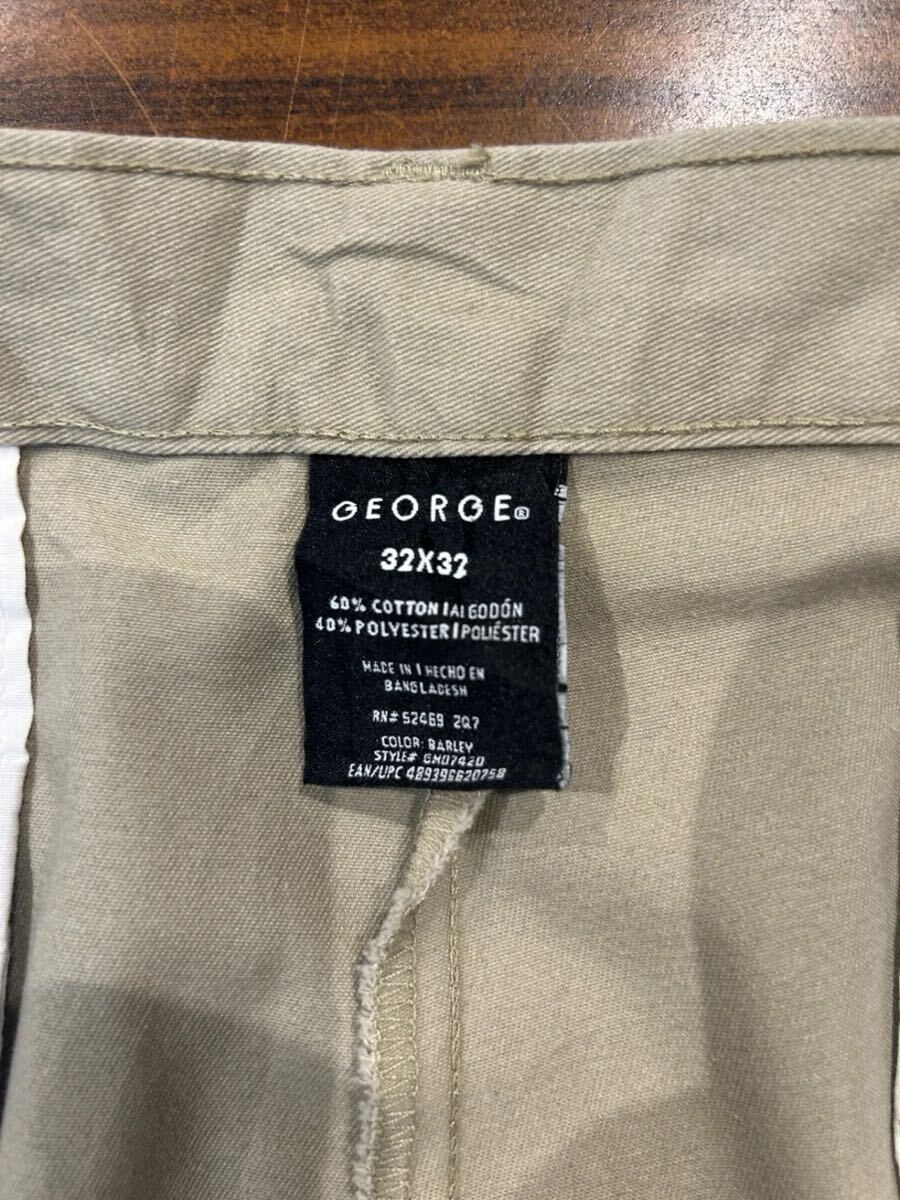 GEORGE®
32X32
60% COTTON | ALGODÓN
40% POLYESTER | POLIÉSTER
MADE IN | HECHO EN
BANGLADESH
RN# 52469 2Q7
COLOR: BARLEY
STYLE# GM0742D
EAN/UPC 489396620758